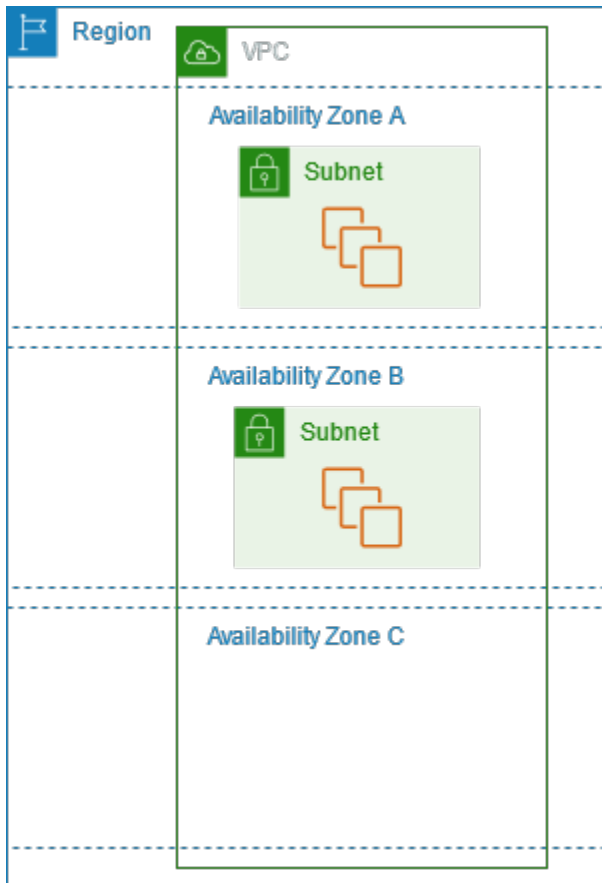 Region
VPC
Availability Zone A
Subnet
Availability Zone B
Subnet
Availability Zone C